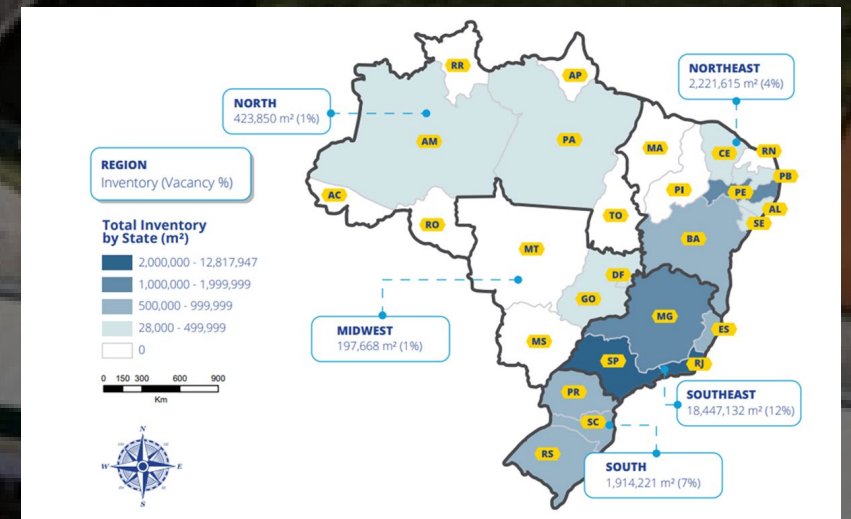 NORTHEAST
2,221,615 m² (4%)
NORTH
423,850 m² (1%)
REGION
Inventory (Vacancy %)
Total Inventory
by State (m²)
2,000,000 - 12,817,947
1,000,000 - 1,999,999
500,000 - 999,999
28,000 - 499,999
0
0 150 300 600 900
Km
N
W E
S
MIDWEST
197,668 m² (1%)
SOUTHEAST
18,447,132 m² (12%)
SOUTH
1,914,221 m² (7%)
RR
AP
AM
PA
MA
CE
RN
PB
PI
PE
AL
SE
AC
RO
TO
BA
MT
DF
GO
MG
ES
MS
SP
RJ
PR
SC
RS